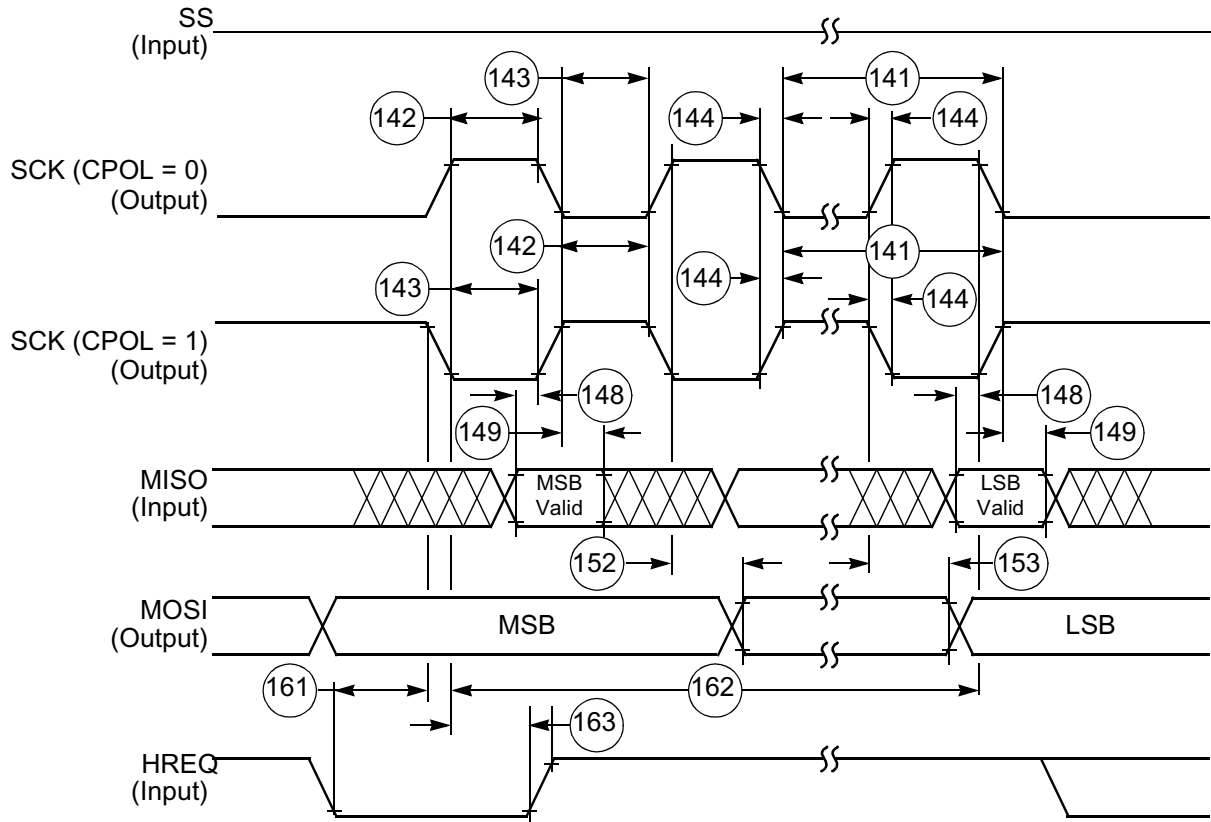 SS
(Input)
143
141
142
144
144
SCK (CPOL = 0)
(Output)
142
141
143
144
144
SCK (CPOL = 1)
(Output)
148
148
149
149
MISO
(Input)
MSB
Valid
LSB
Valid
152
153
MOSI
(Output)
MSB
LSB
161
162
163
HREQ
(Input)